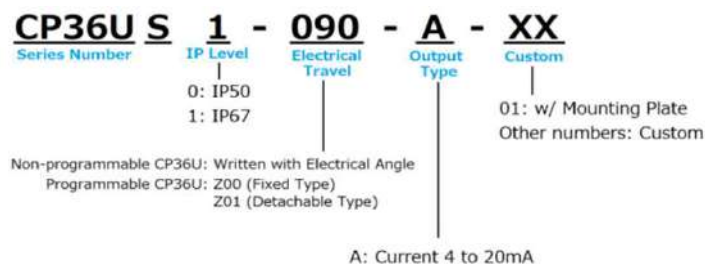 CP36U S 1 - 090 - A - XX
Series Number IP Level Electrical Travel Output Type Custom
0: IP50
1: IP67
01: w/ Mounting Plate
Other numbers: Custom
Non-programmable CP36U: Written with Electrical Angle
Programmable CP36U: Z00 (Fixed Type)
Z01 (Detachable Type)
A: Current 4 to 20mA